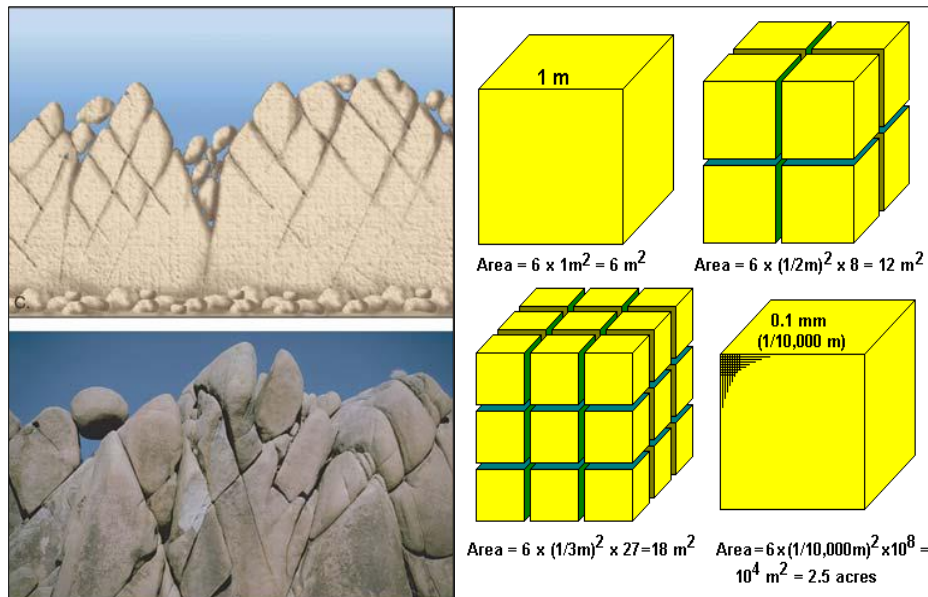 C.
1 m
Area = 6 x 1m² = 6 m²
Area = 6 x (1/2m)² x 8 = 12 m²
Area = 6 x (1/3m)² x 27=18 m²
0.1 mm
(1/10,000 m)
Area=6x(1/10,000m)²x10⁸ =
10⁴ m² = 2.5 acres